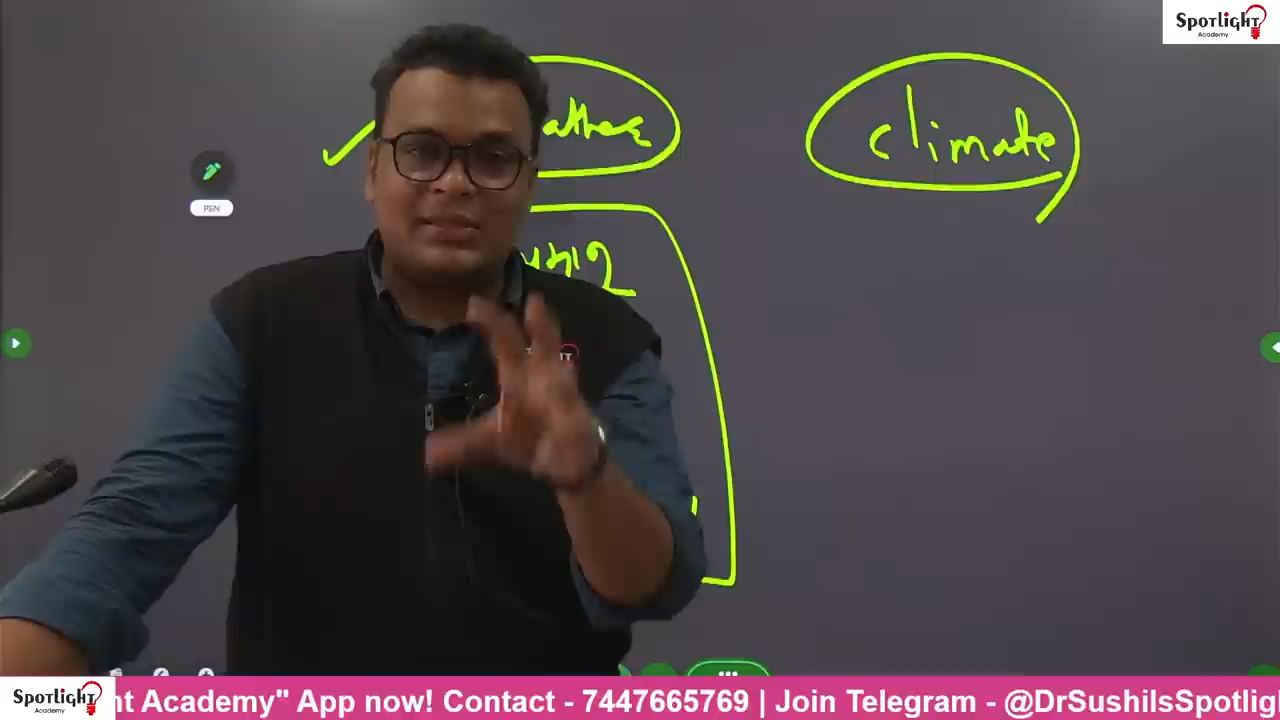 Spotlight
Academy
climate
PEN
Spotlight
Academy
nt Academy" App now! Contact - 7447665769 | Join Telegram - @DrSushilsSpotlig